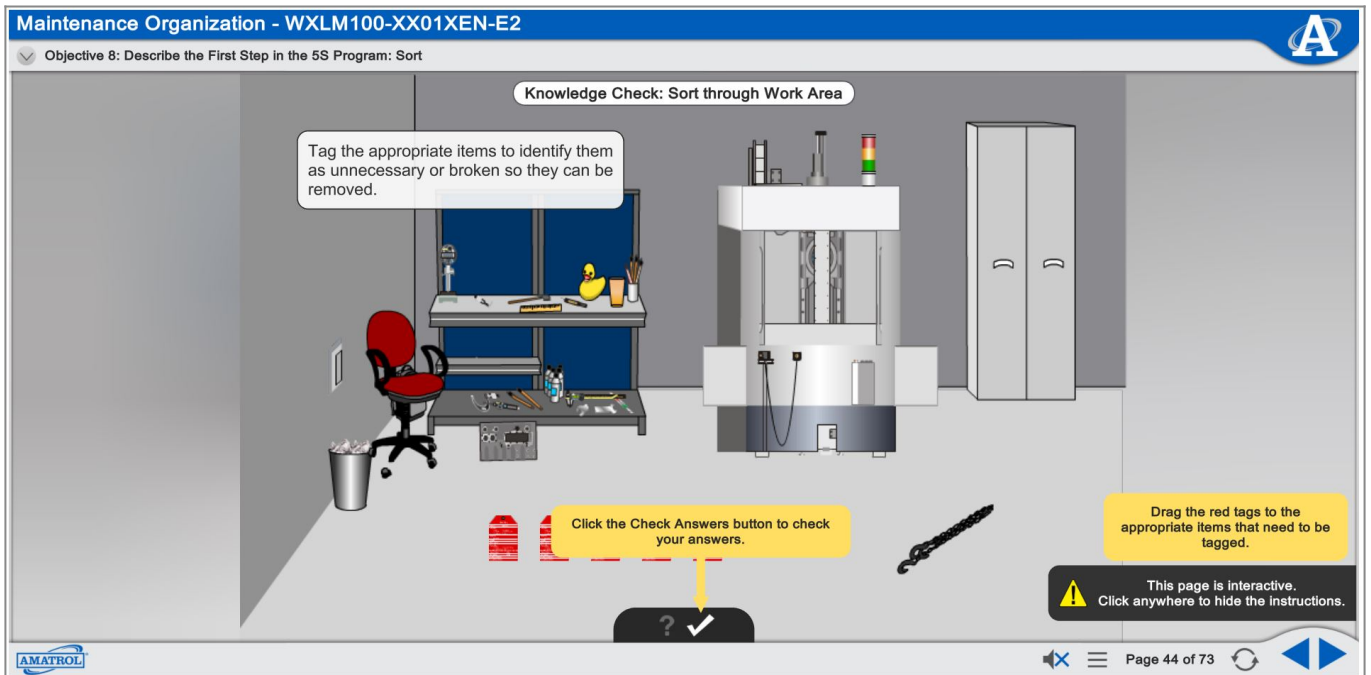 Maintenance Organization - WXLM100-XX01XEN-E2
Objective 8: Describe the First Step in the 5S Program: Sort
A
Knowledge Check: Sort through Work Area
Tag the appropriate items to identify them
as unnecessary or broken so they can be
removed.
Click the Check Answers button to check
your answers.
Drag the red tags to the
appropriate items that need to be
tagged.
This page is interactive.
Click anywhere to hide the instructions.
?
AMATROL
Page 44 of 73